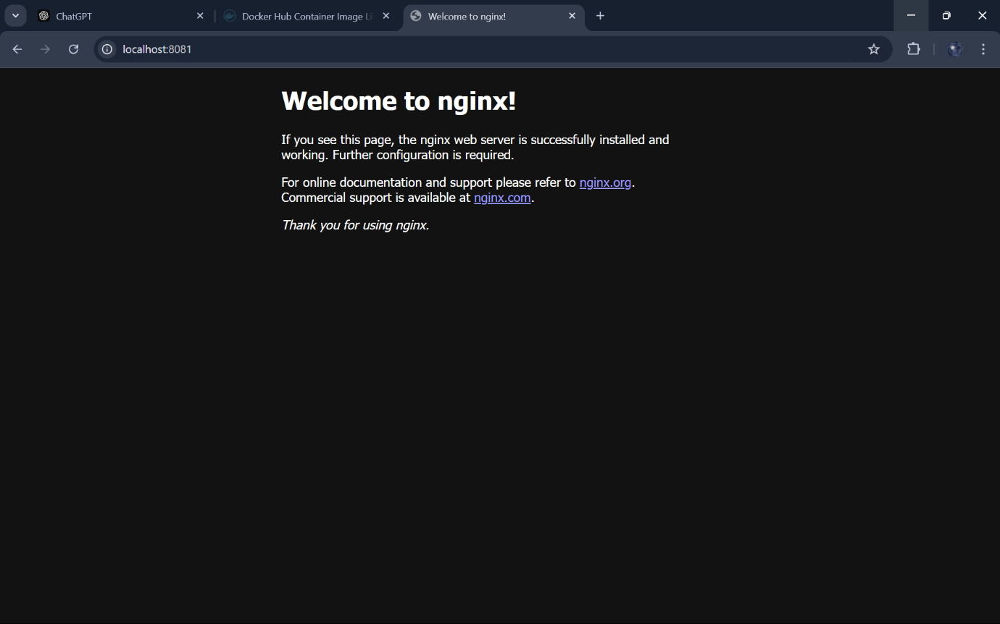 ChatGPT
Docker Hub Container Image Li
Welcome to nginx!
localhost:8081
Welcome to nginx!
If you see this page, the nginx web server is successfully installed and
working. Further configuration is required.
For online documentation and support please refer to nginx.org.
Commercial support is available at nginx.com.
Thank you for using nginx.